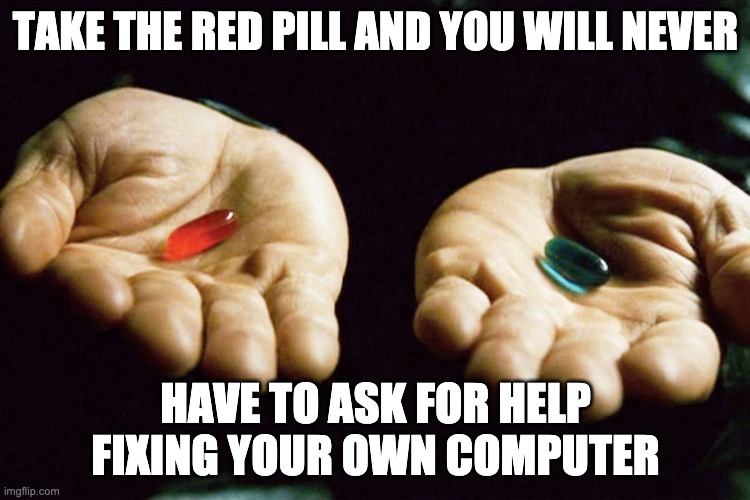 TAKE THE RED PILL AND YOU WILL NEVER
HAVE TO ASK FOR HELP
FIXING YOUR OWN COMPUTER
imgflip.com